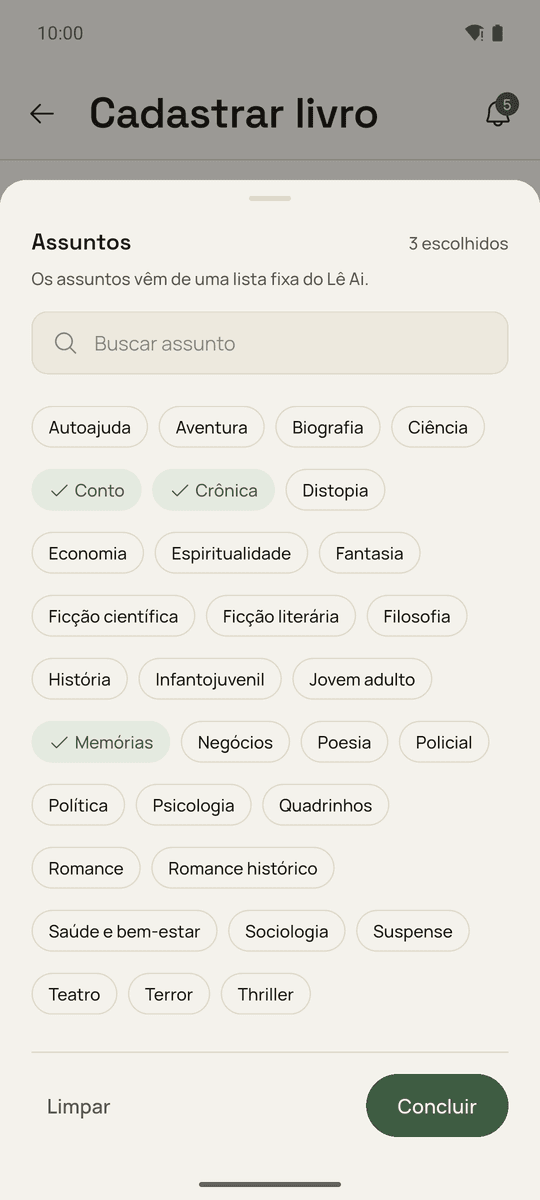 10:00
Cadastrar livro
5
Assuntos
3 escolhidos
Os assuntos vêm de uma lista fixa do Lê Ai.
Buscar assunto
Autoajuda Aventura Biografia Ciência
Conto Crônica Distopia
Economia Espiritualidade Fantasia
Ficção científica Ficção literária Filosofia
História Infantojuvenil Jovem adulto
Memórias Negócios Poesia Policial
Política Psicologia Quadrinhos
Romance Romance histórico
Saúde e bem-estar Sociologia Suspense
Teatro Terror Thriller
Limpar Concluir